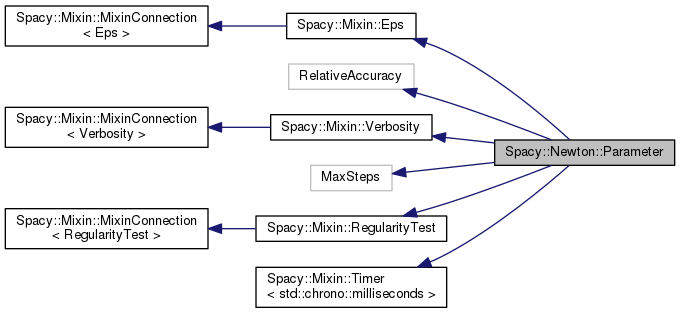 Spacy::Mixin::MixinConnection
< Eps >
Spacy::Mixin::Eps
RelativeAccuracy
Spacy::Mixin::MixinConnection
< Verbosity >
Spacy::Mixin::Verbosity
Spacy::Newton::Parameter
MaxSteps
Spacy::Mixin::MixinConnection
< RegularityTest >
Spacy::Mixin::RegularityTest
Spacy::Mixin::Timer
< std::chrono::milliseconds >